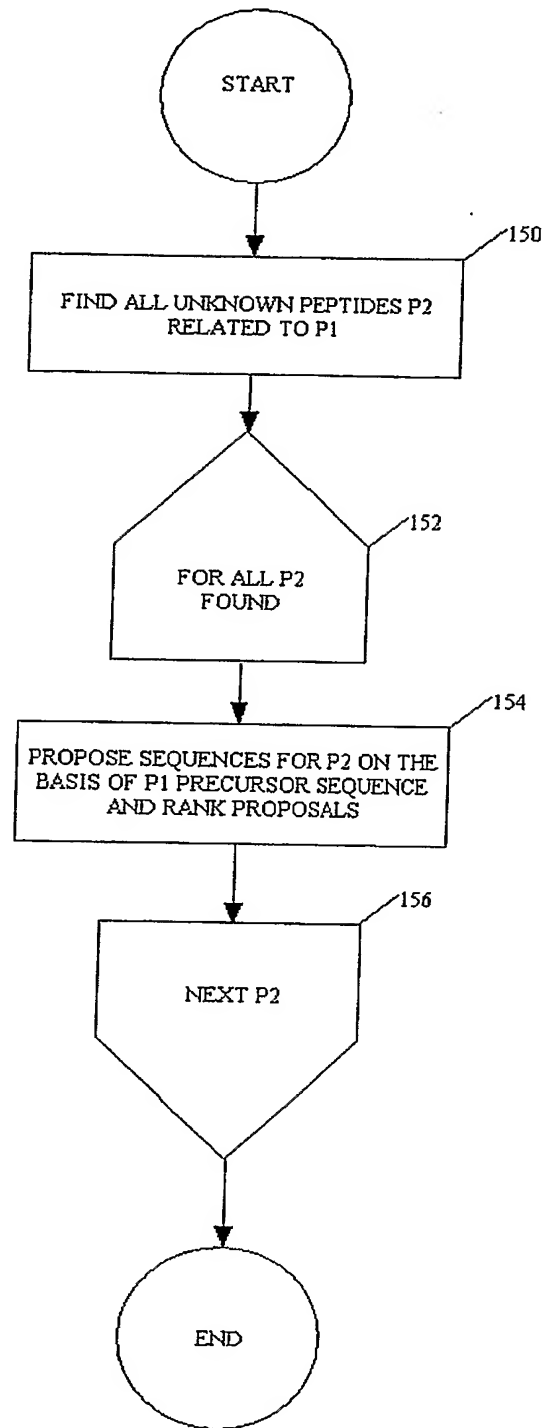 START
150
FIND ALL UNKNOWN PEPTIDES P2
RELATED TO P1
152
FOR ALL P2
FOUND
154
PROPOSE SEQUENCES FOR P2 ON THE
BASIS OF P1 PRECURSOR SEQUENCE
AND RANK PROPOSALS
156
NEXT P2
END